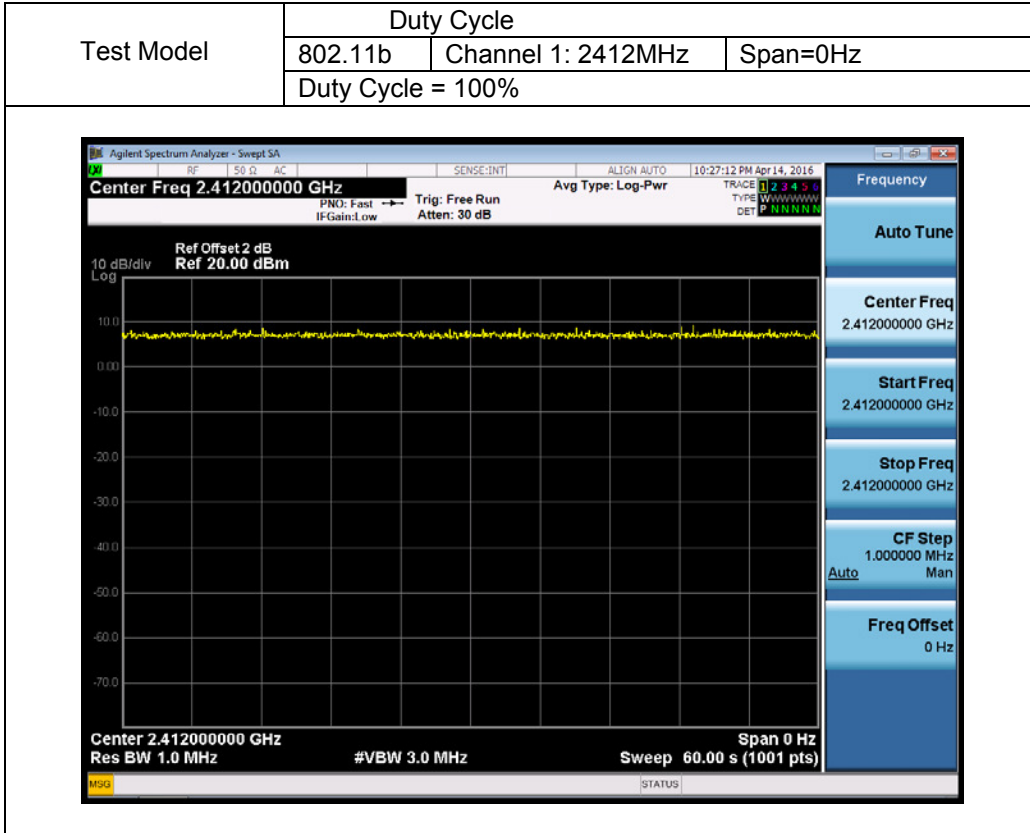 Test Model
Duty Cycle
802.11b Channel 1: 2412MHz Span=0Hz
Duty Cycle = 100%
Agilent Spectrum Analyzer - Swept SA
RF 50 Ω AC SENSE:INT ALIGN AUTO 10:27:12 PM Apr 14, 2016
Center Freq 2.412000000 GHz
PNO: Fast
IFGain:Low
Trig: Free Run
Atten: 30 dB
Avg Type: Log-Pwr
TRACE 1 2 3 4 5 6
TYPE WWWWWW
DET P N N N N N
Frequency
Auto Tune
Center Freq
2.412000000 GHz
Start Freq
2.412000000 GHz
Stop Freq
2.412000000 GHz
CF Step
1.000000 MHz
Auto Man
Freq Offset
0 Hz
Ref Offset 2 dB
10 dB/div Ref 20.00 dBm
Log
10.0
0.00
-10.0
-20.0
-30.0
-40.0
-50.0
-60.0
-70.0
Center 2.412000000 GHz Span 0 Hz
Res BW 1.0 MHz #VBW 3.0 MHz Sweep 60.00 s (1001 pts)
MSG STATUS